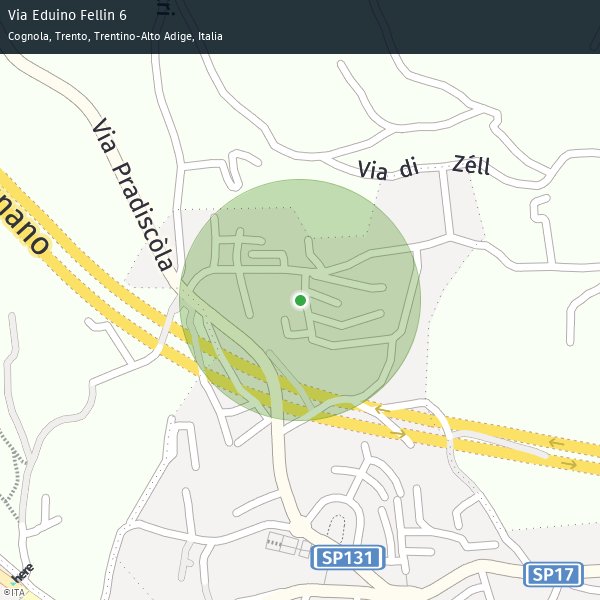 Via Eduino Fellin 6
Cognola, Trento, Trentino-Alto Adige, Italia
Via Pradiscòla
Via di Zéll
SP131
SP17
here
©ITA